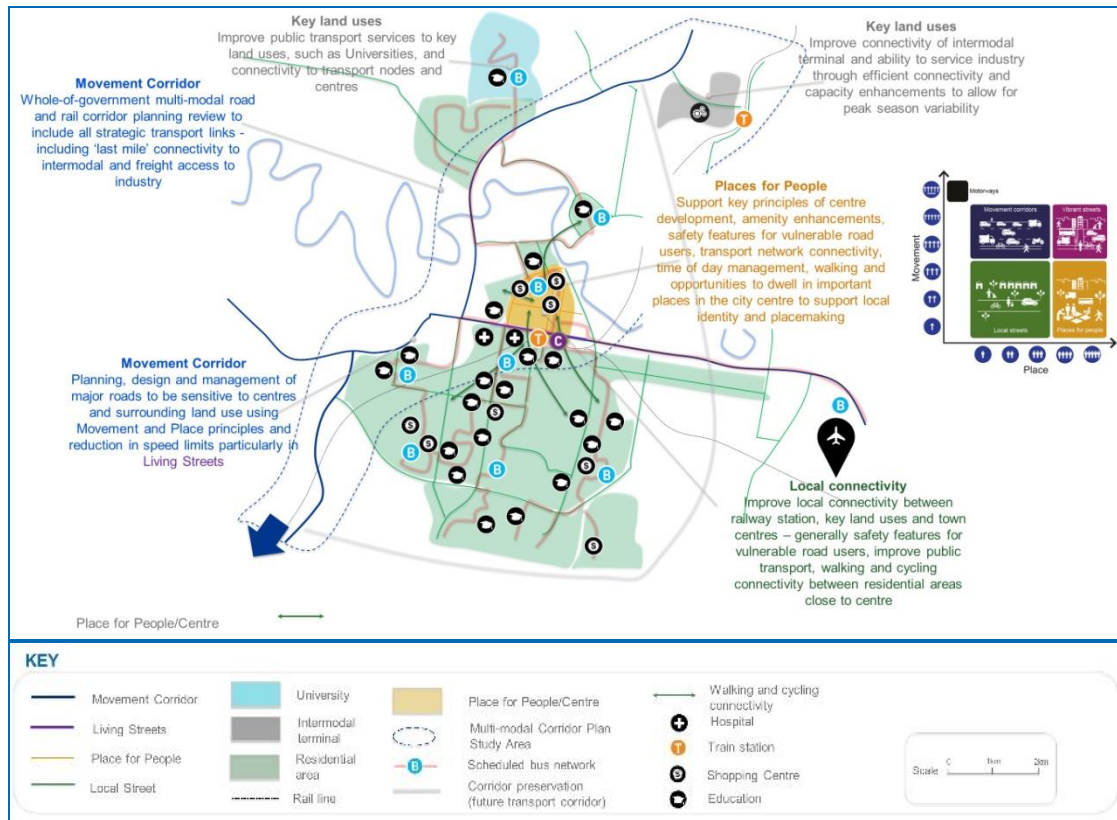 Key land uses
Improve public transport services to key
land uses, such as Universities, and
connectivity to transport nodes and
centres
Key land uses
Improve connectivity of intermodal
terminal and ability to service industry
through efficient connectivity and
capacity enhancements to allow for
peak season variability
Movement Corridor
Whole-of-government multi-modal road
and rail corridor planning review to
include all strategic transport links -
including ‘last mile’ connectivity to
intermodal and freight access to
industry
Places for People
Support key principles of centre
development, amenity enhancements,
safety features for vulnerable road
users, transport network connectivity,
time of day management, walking and
opportunities to dwell in important
places in the city centre to support local
identity and placemaking
Motorways
Movement corridors
Vibrant streets
Local streets
Places for people
Movement
Place
Movement Corridor
Planning, design and management of
major roads to be sensitive to centres
and surrounding land use using
Movement and Place principles and
reduction in speed limits particularly in
Living Streets
Local connectivity
Improve local connectivity between
railway station, key land uses and town
centres – generally safety features for
vulnerable road users, improve public
transport, walking and cycling
connectivity between residential areas
close to centre
B
B
B
S
S
S
T
C
B
B
S
S
B
B
S
B
S
S
B
T
Place for People/Centre
KEY
Movement Corridor
Living Streets
Place for People
Local Street
University
Intermodal
terminal
Residential
area
Rail line
Place for People/Centre
Multi-modal Corridor Plan
Study Area
B Scheduled bus network
Corridor preservation
(future transport corridor)
Walking and cycling
connectivity
Hospital
T Train station
S Shopping Centre
Education
Scale 0 1km 2km